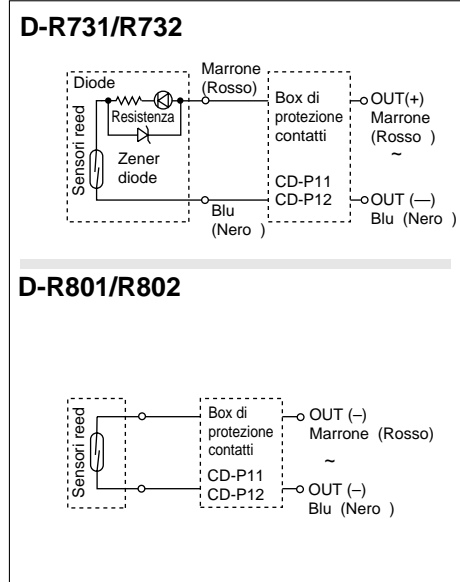 D-R731/R732
Diode
Resistenza
Zener
diode
Sensori reed
Marrone
(Rosso)
Blu
(Nero )
Box di
protezione
contatti
CD-P11
CD-P12
OUT(+)
Marrone
(Rosso )
~
OUT (—)
Blu (Nero )
D-R801/R802
Sensori reed
Box di
protezione
contatti
CD-P11
CD-P12
OUT (–)
Marrone (Rosso)
~
OUT (–)
Blu (Nero )